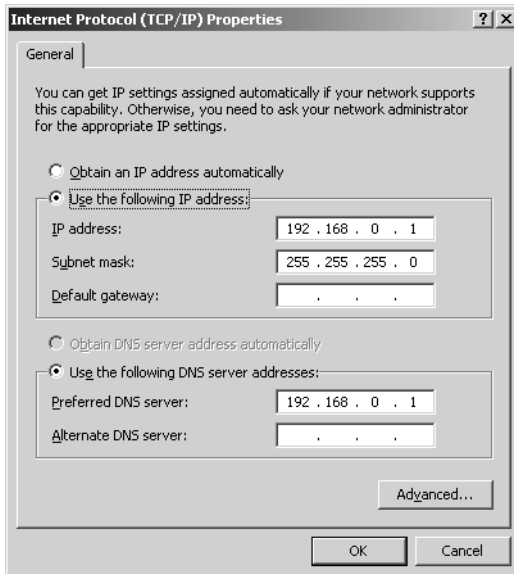 Internet Protocol (TCP/IP) Properties
General
You can get IP settings assigned automatically if your network supports
this capability. Otherwise, you need to ask your network administrator
for the appropriate IP settings.
Obtain an IP address automatically
Use the following IP address:
IP address: 192 . 168 . 0 . 1
Subnet mask: 255 . 255 . 255 . 0
Default gateway: . . .
Obtain DNS server address automatically
Use the following DNS server addresses:
Preferred DNS server: 192 . 168 . 0 . 1
Alternate DNS server: . . .
Advanced...
OK Cancel